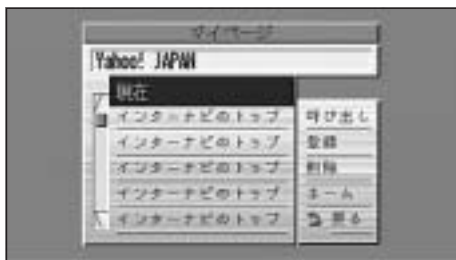 マイページ
Yahoo! JAPAN
現在
インターナビのトップ
インターナビのトップ
インターナビのトップ
インターナビのトップ
インターナビのトップ
呼び出し
登録
削除
ネーム
戻る